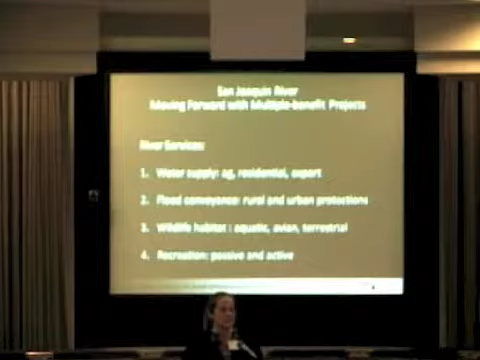 San Joaquin River
Moving Forward with Multiple-benefit Projects
River Services:
1. Water supply: ag, residential, export
2. Flood conveyance: rural and urban protections
3. Wildlife habitat : aquatic, avian, terrestrial
4. Recreation: passive and active